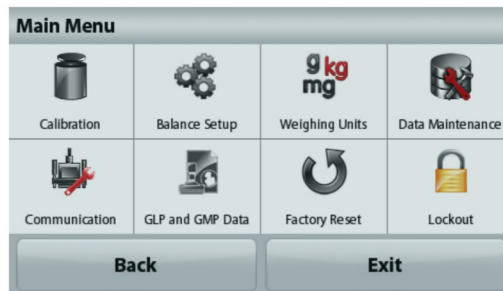 Main Menu
g kg
mg
Calibration
Balance Setup
Weighing Units
Data Maintenance
Communication
GLP and GMP Data
Factory Reset
Lockout
Back
Exit